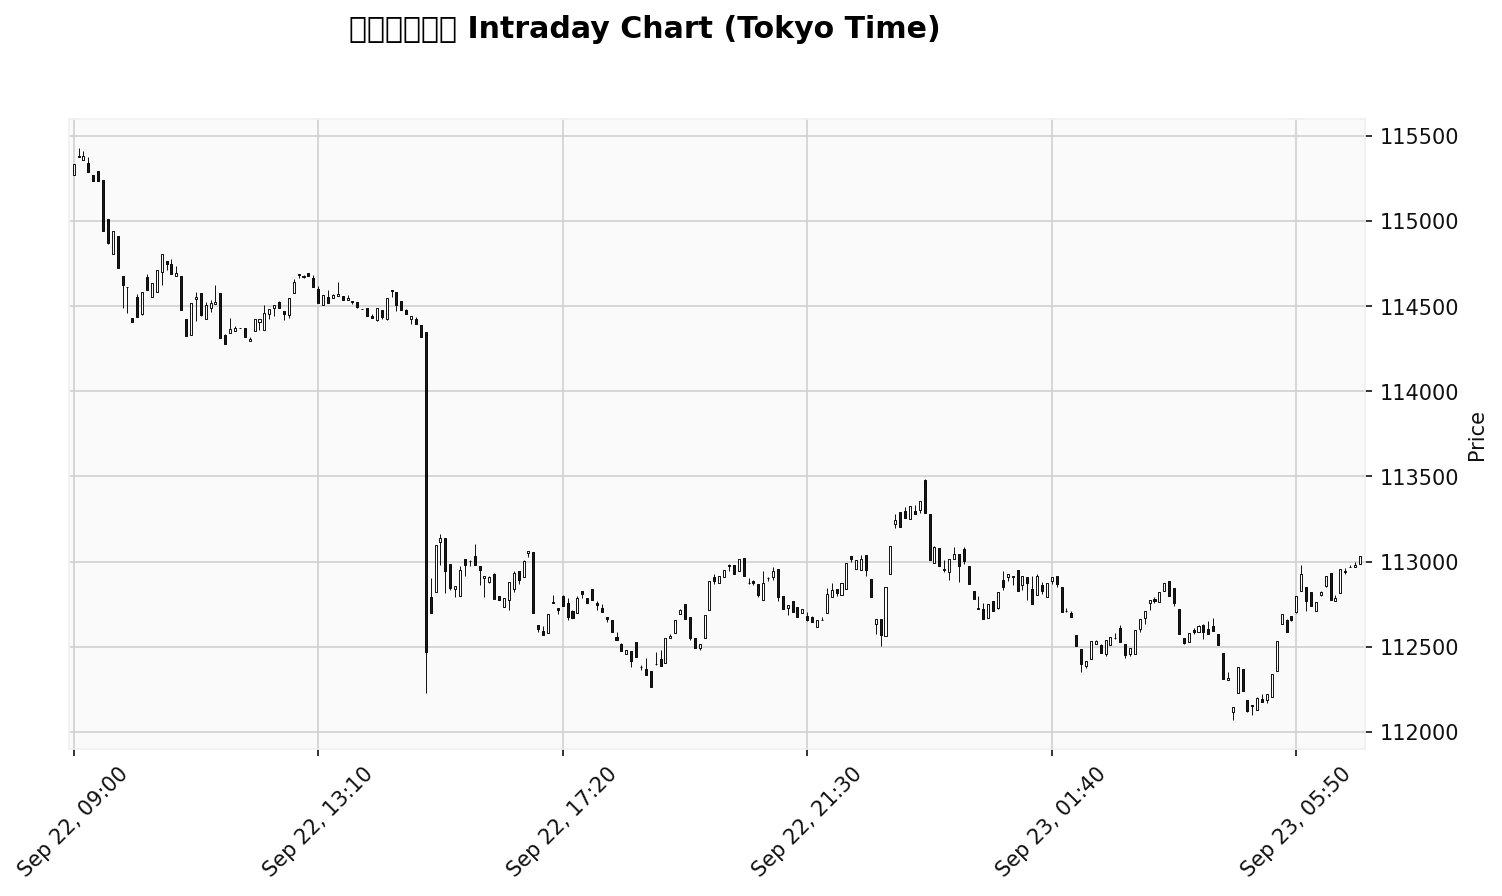 Intraday Chart (Tokyo Time)
115500
115000
114500
114000
113500
113000
112500
112000
Price
Sep 22, 09:00
Sep 22, 13:10
Sep 22, 17:20
Sep 22, 21:30
Sep 23, 01:40
Sep 23, 05:50